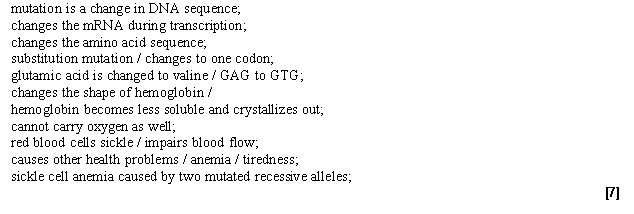 mutation is a change in DNA sequence;
changes the mRNA during transcription;
changes the amino acid sequence;
substitution mutation / changes to one codon;
glutamic acid is changed to valine / GAG to GTG;
changes the shape of hemoglobin /
hemoglobin becomes less soluble and crystallizes out;
cannot carry oxygen as well;
red blood cells sickle / impairs blood flow;
causes other health problems / anemia / tiredness;
sickle cell anemia caused by two mutated recessive alleles;
[7]